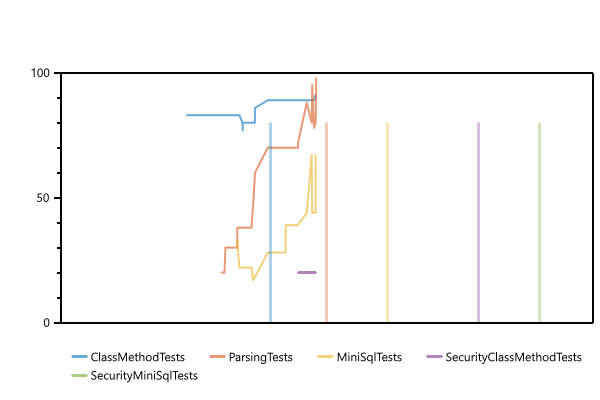 100
50
0
ClassMethodTests ParsingTests MiniSqlTests SecurityClassMethodTests
SecurityMiniSqlTests